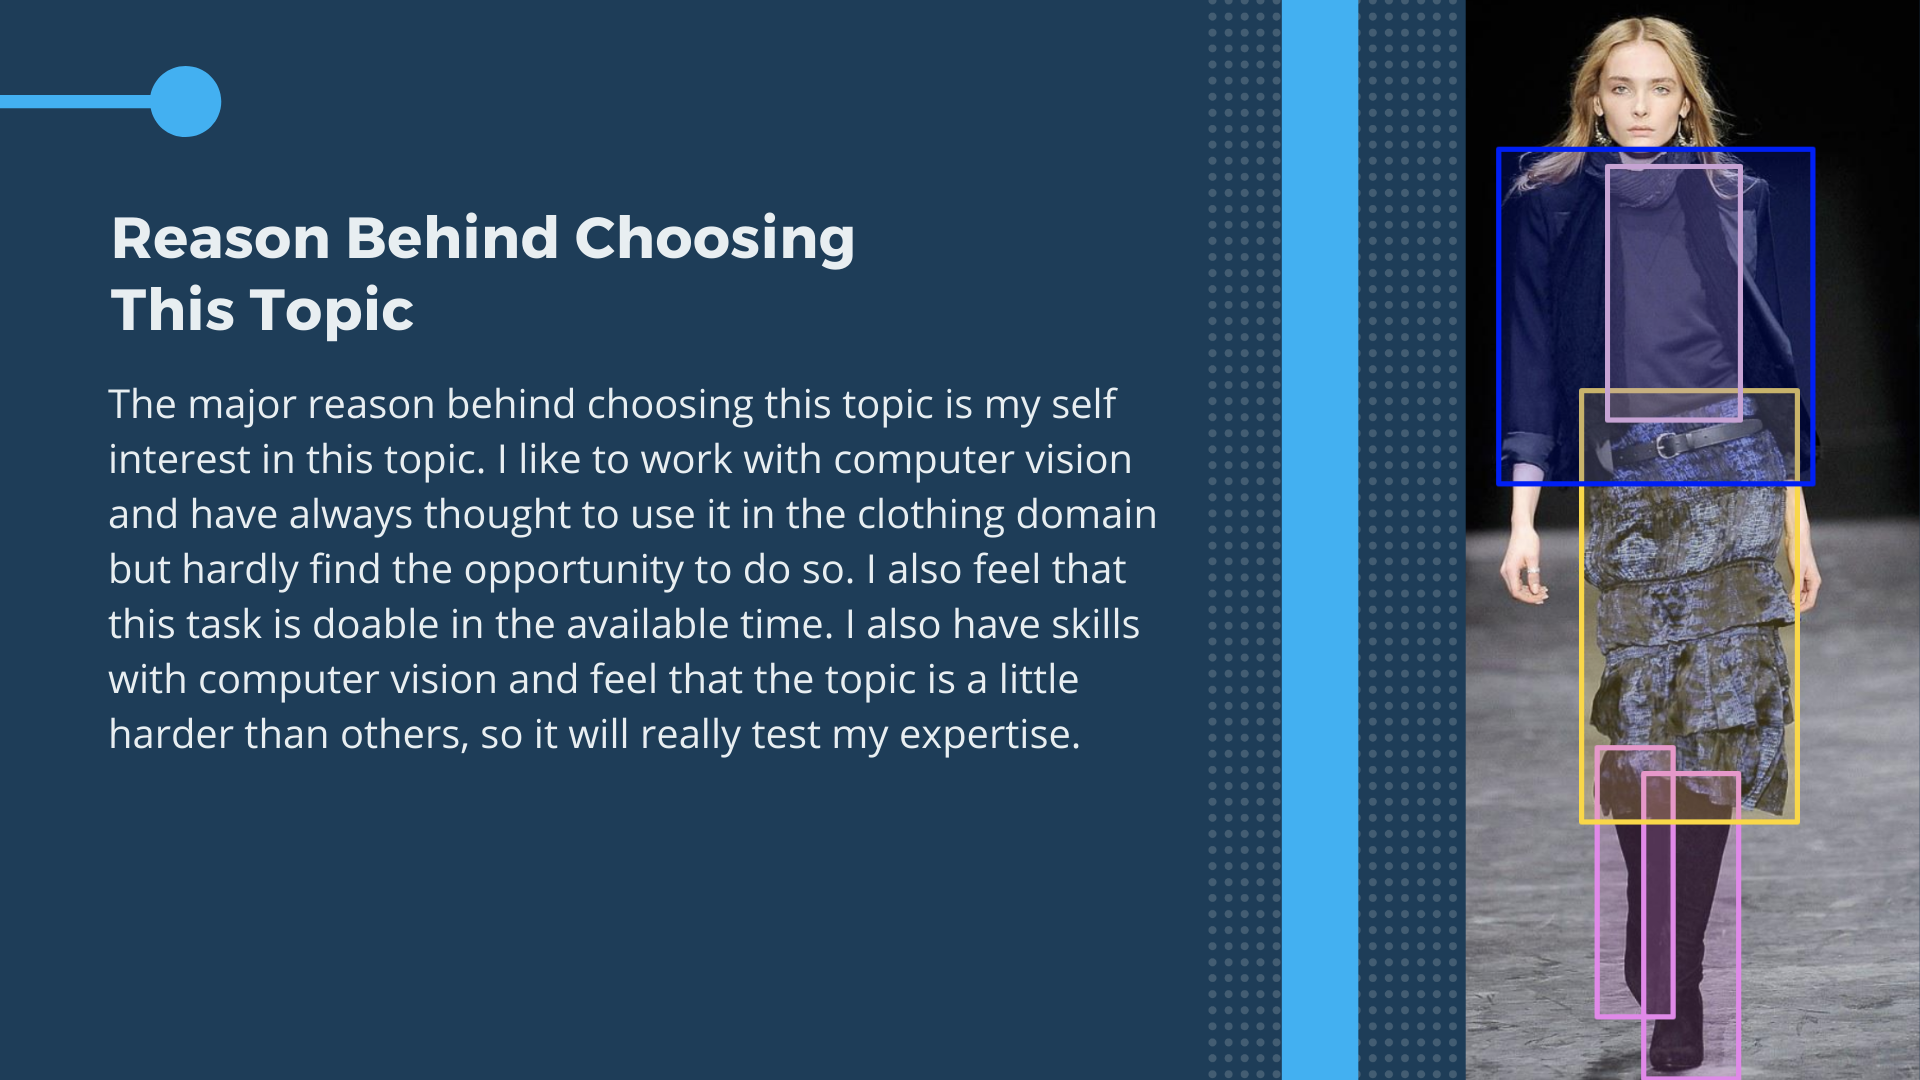 Reason Behind Choosing
This Topic
The major reason behind choosing this topic is my self
interest in this topic. I like to work with computer vision
and have always thought to use it in the clothing domain
but hardly find the opportunity to do so. I also feel that
this task is doable in the available time. I also have skills
with computer vision and feel that the topic is a little
harder than others, so it will really test my expertise.